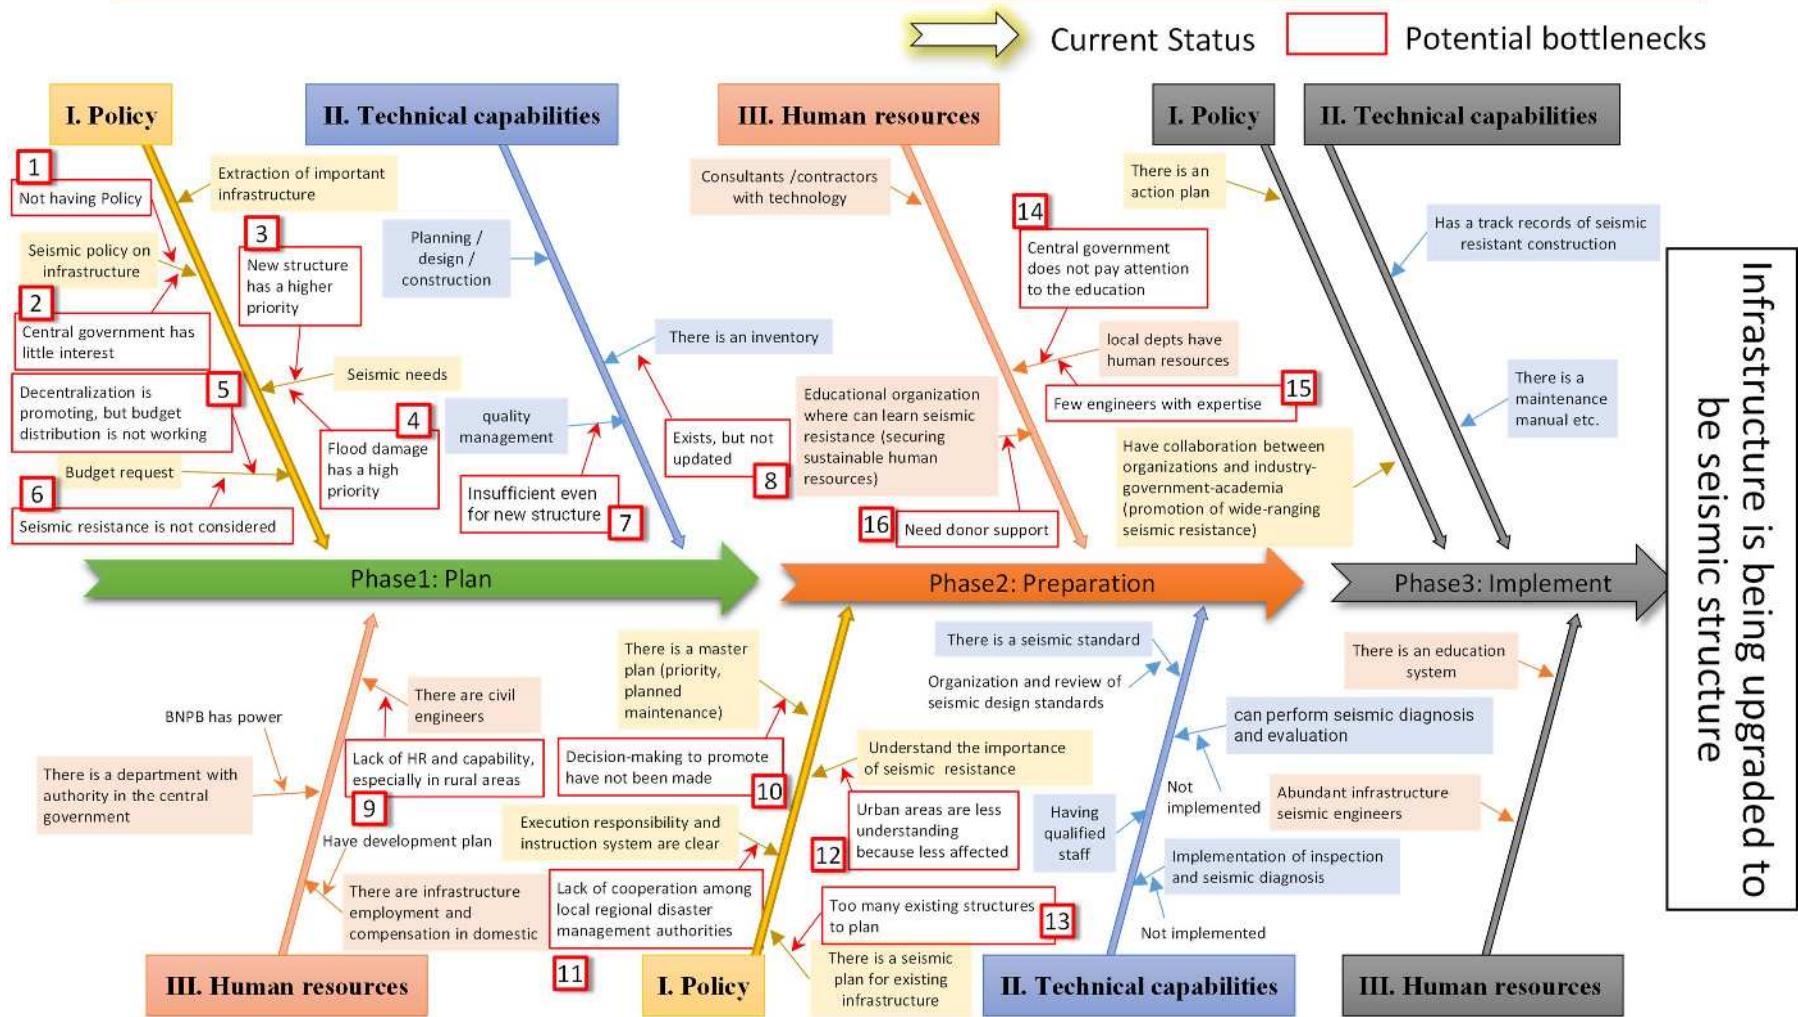 Current Status
Potential bottlenecks
I. Policy
II. Technical capabilities
III. Human resources
I. Policy
II. Technical capabilities
1
Not having Policy
Extraction of important
infrastructure
Seismic policy on
infrastructure
2
Central government has
little interest
3
New structure
has a higher
priority
Seismic needs
4
Flood damage
has a high
priority
5
Decentralization is
promoting, but budget
distribution is not working
Budget request
6
Seismic resistance is not considered
Planning /
design /
construction
There is an inventory
quality
management
Insufficient even
for new structure
7
Exists, but not
updated
8
Consultants /contractors
with technology
14
Central government
does not pay attention
to the education
local depts have
human resources
15
Few engineers with expertise
Educational organization
where can learn seismic
resistance (securing
sustainable human
resources)
16
Need donor support
There is an
action plan
Have collaboration between
organizations and industry-
government-academia
(promotion of wide-ranging
seismic resistance)
Has a track records of seismic
resistant construction
There is a
maintenance
manual etc.
Phase1: Plan
Phase2: Preparation
Phase3: Implement
Infrastructure is being upgraded to
be seismic structure
There are civil
engineers
BNPB has power
Lack of HR and capability,
especially in rural areas
9
There is a department with
authority in the central
government
Have development plan
There are infrastructure
employment and
compensation in domestic
There is a master
plan (priority,
planned
maintenance)
Decision-making to promote
have not been made
10
Understand the importance
of seismic resistance
Execution responsibility and
instruction system are clear
Urban areas are less
understanding
because less affected
12
Lack of cooperation among
local regional disaster
management authorities
11
Too many existing structures
to plan
13
There is a seismic
plan for existing
infrastructure
There is a seismic standard
Organization and review of
seismic design standards
can perform seismic diagnosis
and evaluation
Not
implemented
Having
qualified
staff
Implementation of inspection
and seismic diagnosis
Not implemented
There is an education
system
Abundant infrastructure
seismic engineers
III. Human resources
I. Policy
II. Technical capabilities
III. Human resources